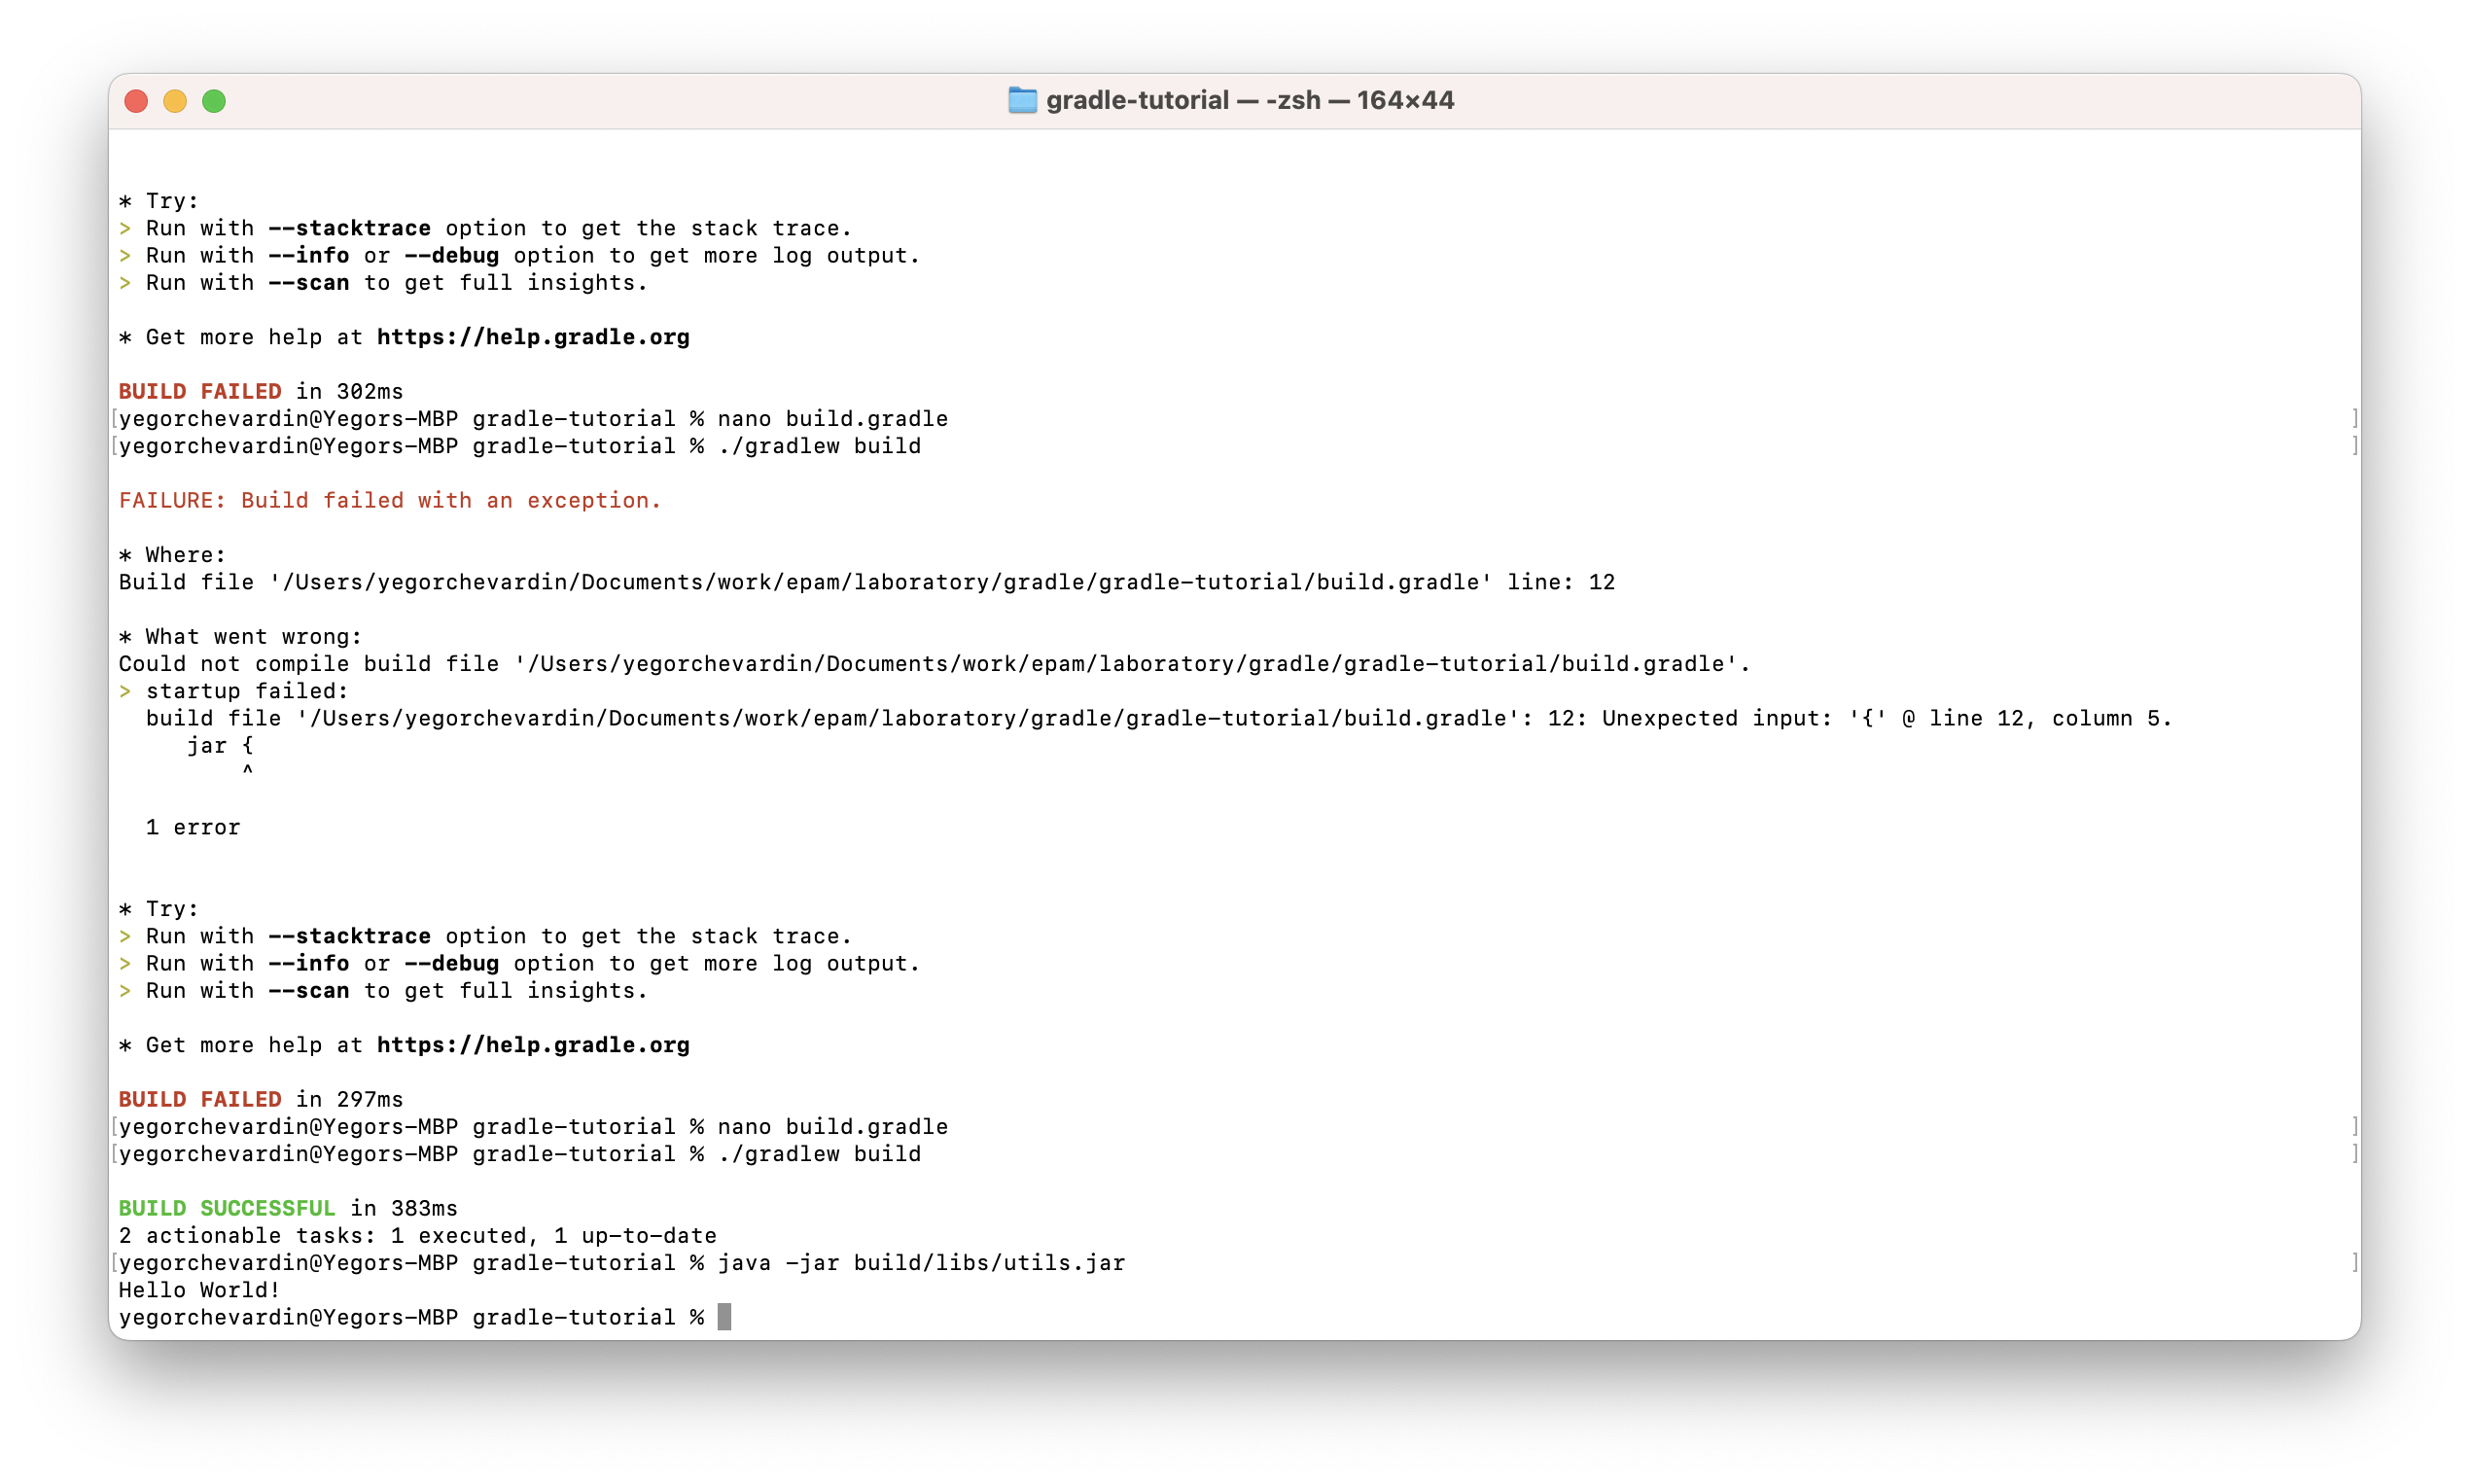 gradle-tutorial — -zsh — 164×44
* Try:
> Run with --stacktrace option to get the stack trace.
> Run with --info or --debug option to get more log output.
> Run with --scan to get full insights.
* Get more help at https://help.gradle.org
BUILD FAILED in 302ms
[yegorchevardin@Yegors-MBP gradle-tutorial % nano build.gradle ]
[yegorchevardin@Yegors-MBP gradle-tutorial % ./gradlew build ]
FAILURE: Build failed with an exception.
* Where:
Build file '/Users/yegorchevardin/Documents/work/epam/laboratory/gradle/gradle-tutorial/build.gradle' line: 12
* What went wrong:
Could not compile build file '/Users/yegorchevardin/Documents/work/epam/laboratory/gradle/gradle-tutorial/build.gradle'.
> startup failed:
build file '/Users/yegorchevardin/Documents/work/epam/laboratory/gradle/gradle-tutorial/build.gradle': 12: Unexpected input: '{' @ line 12, column 5.
jar {
^
1 error
* Try:
> Run with --stacktrace option to get the stack trace.
> Run with --info or --debug option to get more log output.
> Run with --scan to get full insights.
* Get more help at https://help.gradle.org
BUILD FAILED in 297ms
[yegorchevardin@Yegors-MBP gradle-tutorial % nano build.gradle ]
[yegorchevardin@Yegors-MBP gradle-tutorial % ./gradlew build ]
BUILD SUCCESSFUL in 383ms
2 actionable tasks: 1 executed, 1 up-to-date
[yegorchevardin@Yegors-MBP gradle-tutorial % java -jar build/libs/utils.jar ]
Hello World!
yegorchevardin@Yegors-MBP gradle-tutorial %